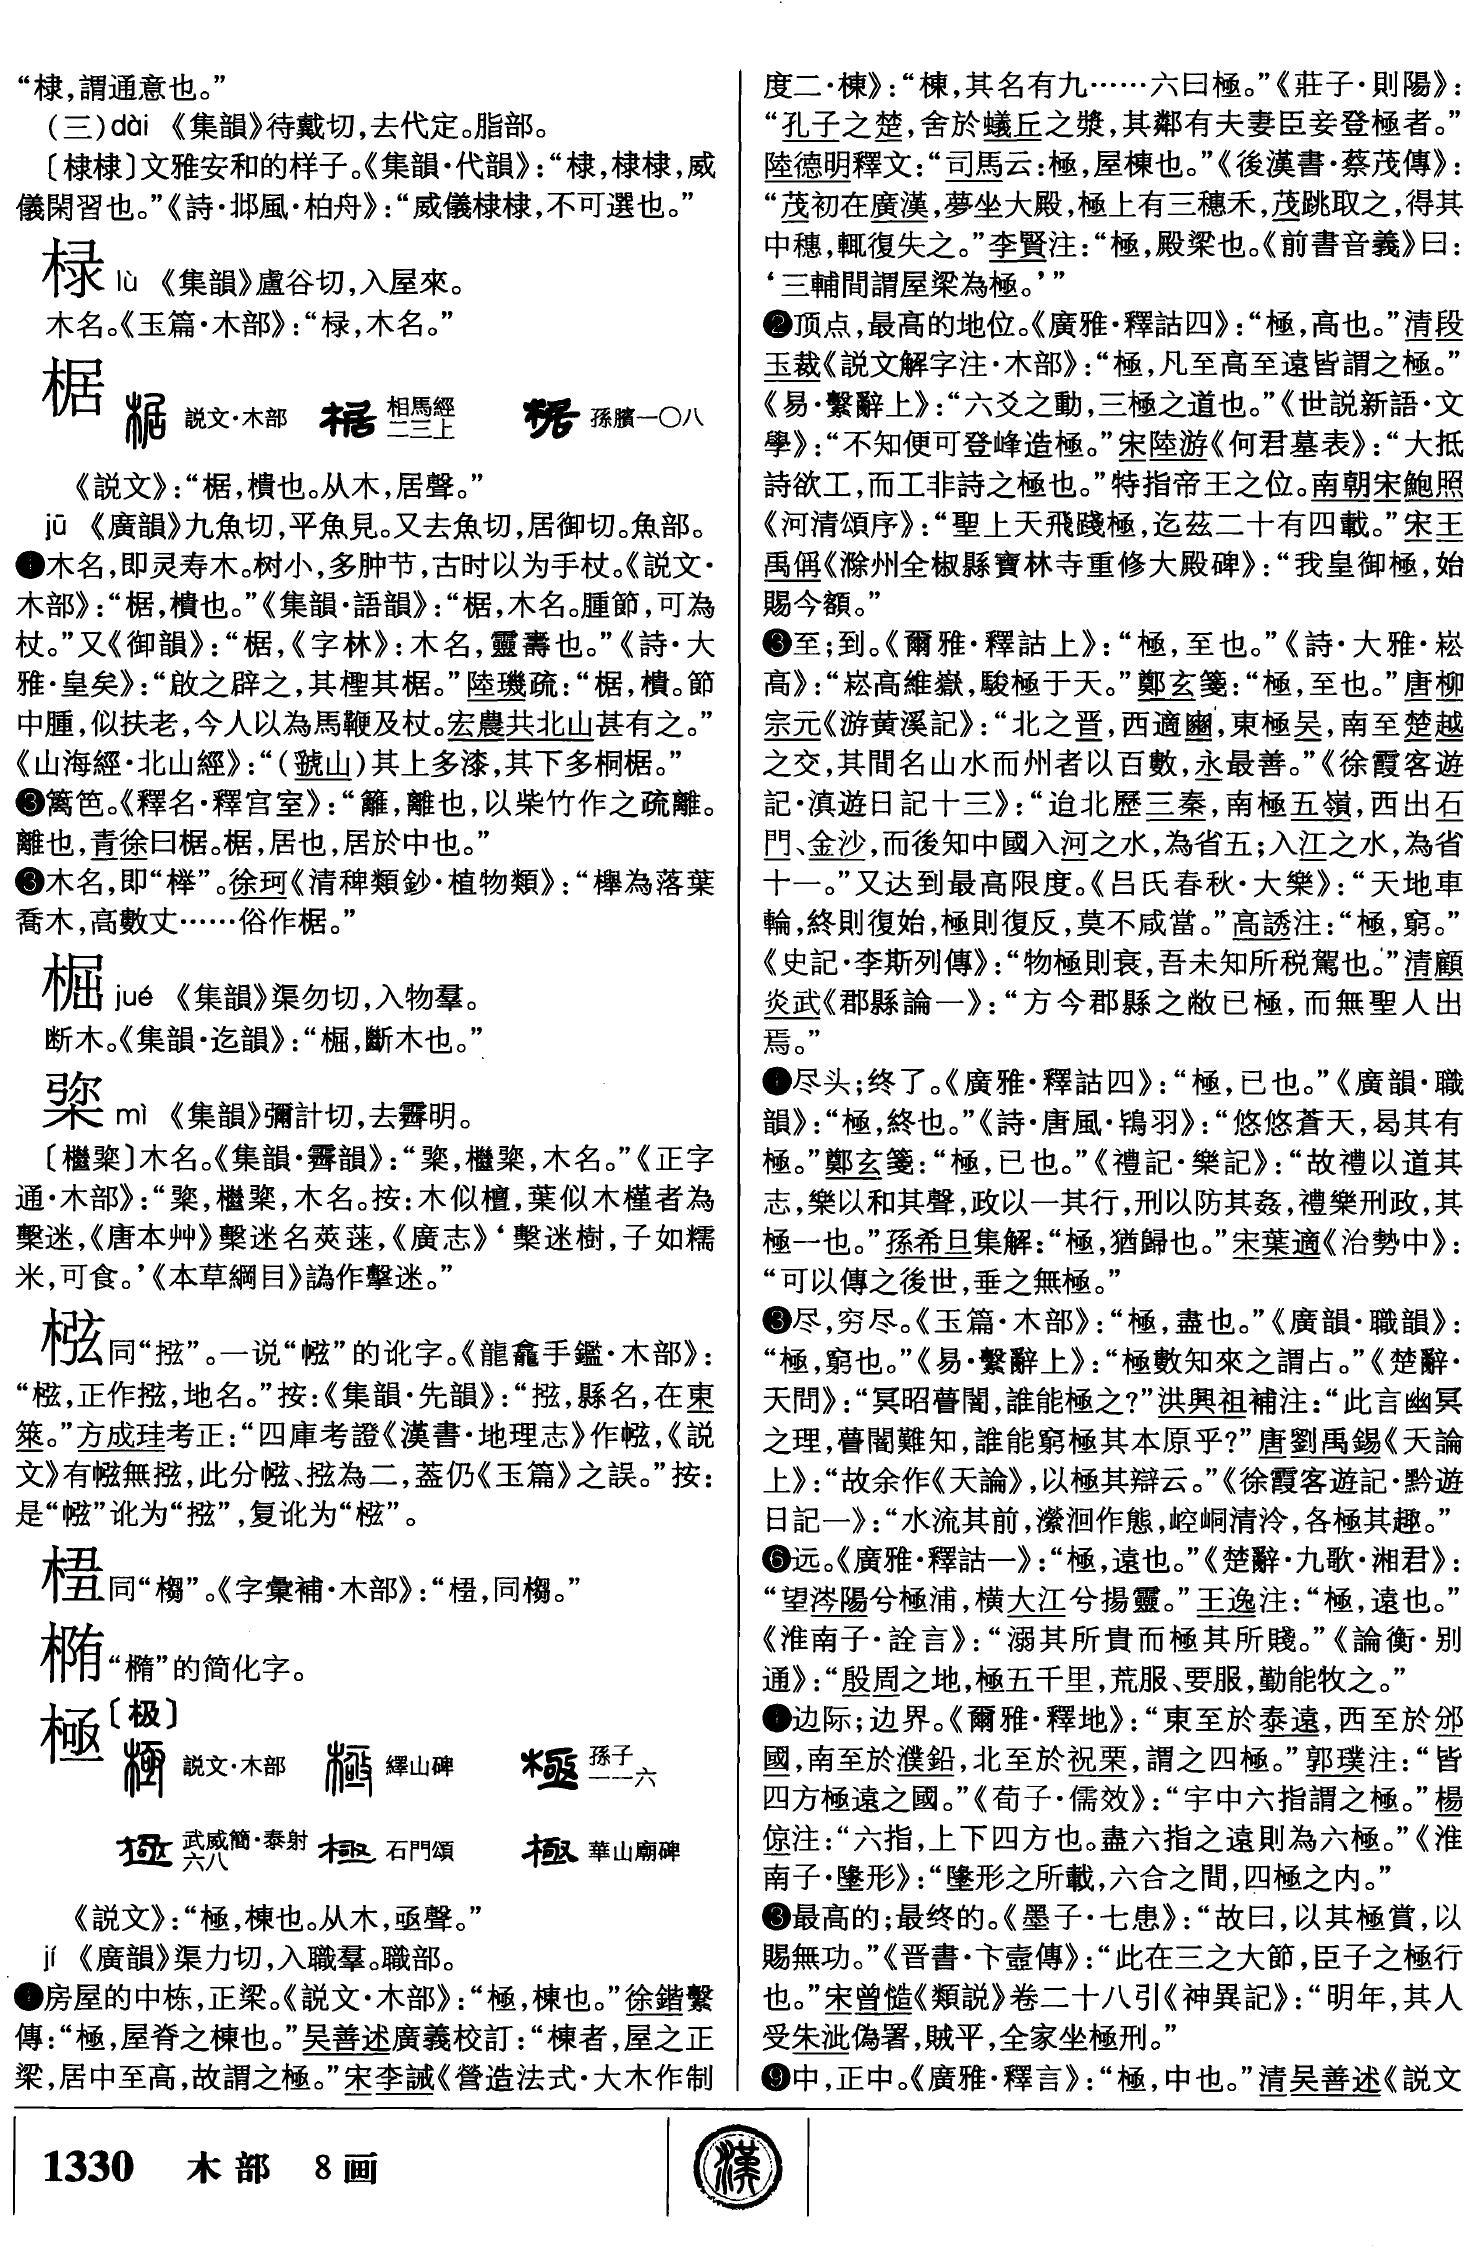 “棣，謂通意也。”
（三）dài 《集韻》待戴切，去代定。脂部。
〔棣棣〕文雅安和的样子。《集韻·代韻》：“棣，棣棣，威
儀閑習也。”《詩·邶風·柏舟》：“威儀棣棣，不可選也。”
椂 lù 《集韻》盧谷切，入屋來。
木名。《玉篇·木部》：“椂，木名。”
椐 説文·木部 相馬經二三上 孫臏一〇八
《説文》：“椐，樻也。从木，居聲。”
jū 《廣韻》九魚切，平魚見。又去魚切，居御切。魚部。
❶木名，即灵寿木。树小，多肿节，古时以为手杖。《説文·
木部》：“椐，樻也。”《集韻·語韻》：“椐，木名。腫節，可為
杖。”又《御韻》：“椐，《字林》：木名，靈壽也。”《詩·大
雅·皇矣》：“啟之辟之，其檉其椐。”陸璣疏：“椐，樻。節
中腫，似扶老，今人以為馬鞭及杖。宏農共北山甚有之。”
《山海經·北山經》：“（虢山）其上多漆，其下多桐椐。”
❷篱笆。《釋名·釋宫室》：“籬，離也，以柴竹作之疏離。
離也，青徐曰椐。椐，居也，居於中也。”
❸木名，即“榉”。徐珂《清稗類鈔·植物類》：“櫸為落葉
喬木，高數丈……俗作椐。”
𣔲 jué 《集韻》渠勿切，入物羣。
断木。《集韻·迄韻》：“𣔲，斷木也。”
㮏 mì 《集韻》彌計切，去霽明。
〔檵㮏〕木名。《集韻·霽韻》：“㮏，檵㮏，木名。”《正字
通·木部》：“㮏，檵㮏，木名。按：木似檀，葉似木槿者為
檕迷，《唐本艸》檕迷名莢蒾，《廣志》‘檕迷樹，子如糯
米，可食。’《本草綱目》譌作擊迷。”
同“㨉”。一说“㡉”的讹字。《龍龕手鑑·木部》：
“，正作㨉，地名。”按：《集韻·先韻》：“㨉，縣名，在東
萊。”方成珪考正：“四庫考證《漢書·地理志》作㡉，《説
文》有㡉無㨉，此分㡉、㨉為二，蓋仍《玉篇》之誤。”按：
是“㡉”讹为“㨉”，复讹为“”。
同“㮲”。《字彙補·木部》：“，同㮲。”
椭 “橢”的简化字。
極〔极〕
説文·木部 繹山碑 孫子一一六
武威簡·泰射六八 石門頌 華山廟碑
《説文》：“極，棟也。从木，亟聲。”
jí 《廣韻》渠力切，入職羣。職部。
❶房屋的中栋，正梁。《説文·木部》：“極，棟也。”徐鍇繫
傳：“極，屋脊之棟也。”吴善述廣義校訂：“棟者，屋之正
梁，居中至高，故謂之極。”宋李誡《營造法式·大木作制
度二·棟》：“棟，其名有九……六曰極。”《莊子·則陽》：
“孔子之楚，舍於蟻丘之漿，其鄰有夫妻臣妾登極者。”
陸德明釋文：“司馬云：極，屋棟也。”《後漢書·蔡茂傳》：
“茂初在廣漢，夢坐大殿，極上有三穗禾，茂跳取之，得其
中穗，輒復失之。”李賢注：“極，殿梁也。《前書音義》曰：
‘三輔間謂屋梁為極。’”
❷顶点，最高的地位。《廣雅·釋詁四》：“極，高也。”清段
玉裁《説文解字注·木部》：“極，凡至高至遠皆謂之極。”
《易·繫辭上》：“六爻之動，三極之道也。”《世説新語·文
學》：“不知便可登峰造極。”宋陸游《何君墓表》：“大抵
詩欲工，而工非詩之極也。”特指帝王之位。南朝宋鮑照
《河清頌序》：“聖上天飛踐極，迄茲二十有四載。”宋王
禹偁《滁州全椒縣寶林寺重修大殿碑》：“我皇御極，始
賜今額。”
❸至；到。《爾雅·釋詁上》：“極，至也。”《詩·大雅·崧
高》：“崧高維嶽，駿極于天。”鄭玄箋：“極，至也。”唐柳
宗元《游黄溪記》：“北之晋，西適豳，東極吴，南至楚越
之交，其間名山水而州者以百數，永最善。”《徐霞客遊
記·滇遊日記十三》：“迨北歷三秦，南極五嶺，西出石
門、金沙，而後知中國入河之水，為省五；入江之水，為省
十一。”又达到最高限度。《吕氏春秋·大樂》：“天地車
輪，終則復始，極則復反，莫不咸當。”高誘注：“極，窮。”
《史記·李斯列傳》：“物極則衰，吾未知所税駕也。”清顧
炎武《郡縣論一》：“方今郡縣之敝已極，而無聖人出
焉。”
❹尽头；终了。《廣雅·釋詁四》：“極，已也。”《廣韻·職
韻》：“極，終也。”《詩·唐風·鴇羽》：“悠悠蒼天，曷其有
極。”鄭玄箋：“極，已也。”《禮記·樂記》：“故禮以道其
志，樂以和其聲，政以一其行，刑以防其姦，禮樂刑政，其
極一也。”孫希旦集解：“極，猶歸也。”宋葉適《治勢中》：
“可以傳之後世，垂之無極。”
❺尽，穷尽。《玉篇·木部》：“極，盡也。”《廣韻·職韻》：
“極，窮也。”《易·繫辭上》：“極數知來之謂占。”《楚辭·
天問》：“冥昭瞢闇，誰能極之？”洪興祖補注：“此言幽冥
之理，瞢闇難知，誰能窮極其本原乎？”唐劉禹錫《天論
上》：“故余作《天論》，以極其辯云。”《徐霞客遊記·黔遊
日記一》：“水流其前，瀠洄作態，崆峒清泠，各極其趣。”
❻远。《廣雅·釋詁一》：“極，遠也。”《楚辭·九歌·湘君》：
“望涔陽兮極浦，横大江兮揚靈。”王逸注：“極，遠也。”
《淮南子·詮言》：“溺其所貴而極其所賤。”《論衡·别
通》：“殷周之地，極五千里，荒服、要服，勤能牧之。”
❼边际；边界。《爾雅·釋地》：“東至於泰遠，西至於邠
國，南至於濮鉛，北至於祝栗，謂之四極。”郭璞注：“皆
四方極遠之國。”《荀子·儒效》：“宇中六指謂之極。”楊
倞注：“六指，上下四方也。盡六指之遠則為六極。”《淮
南子·墬形》：“墬形之所載，六合之間，四極之内。”
❽最高的；最终的。《墨子·七患》：“故曰，以其極賞，以
賜無功。”《晋書·卞壼傳》：“此在三之大節，臣子之極行
也。”宋曾慥《類説》卷二十八引《神異記》：“明年，其人
受朱泚偽署，賊平，全家坐極刑。”
❾中，正中。《廣雅·釋言》：“極，中也。”清吴善述《説文
1330 木部 8画
漢